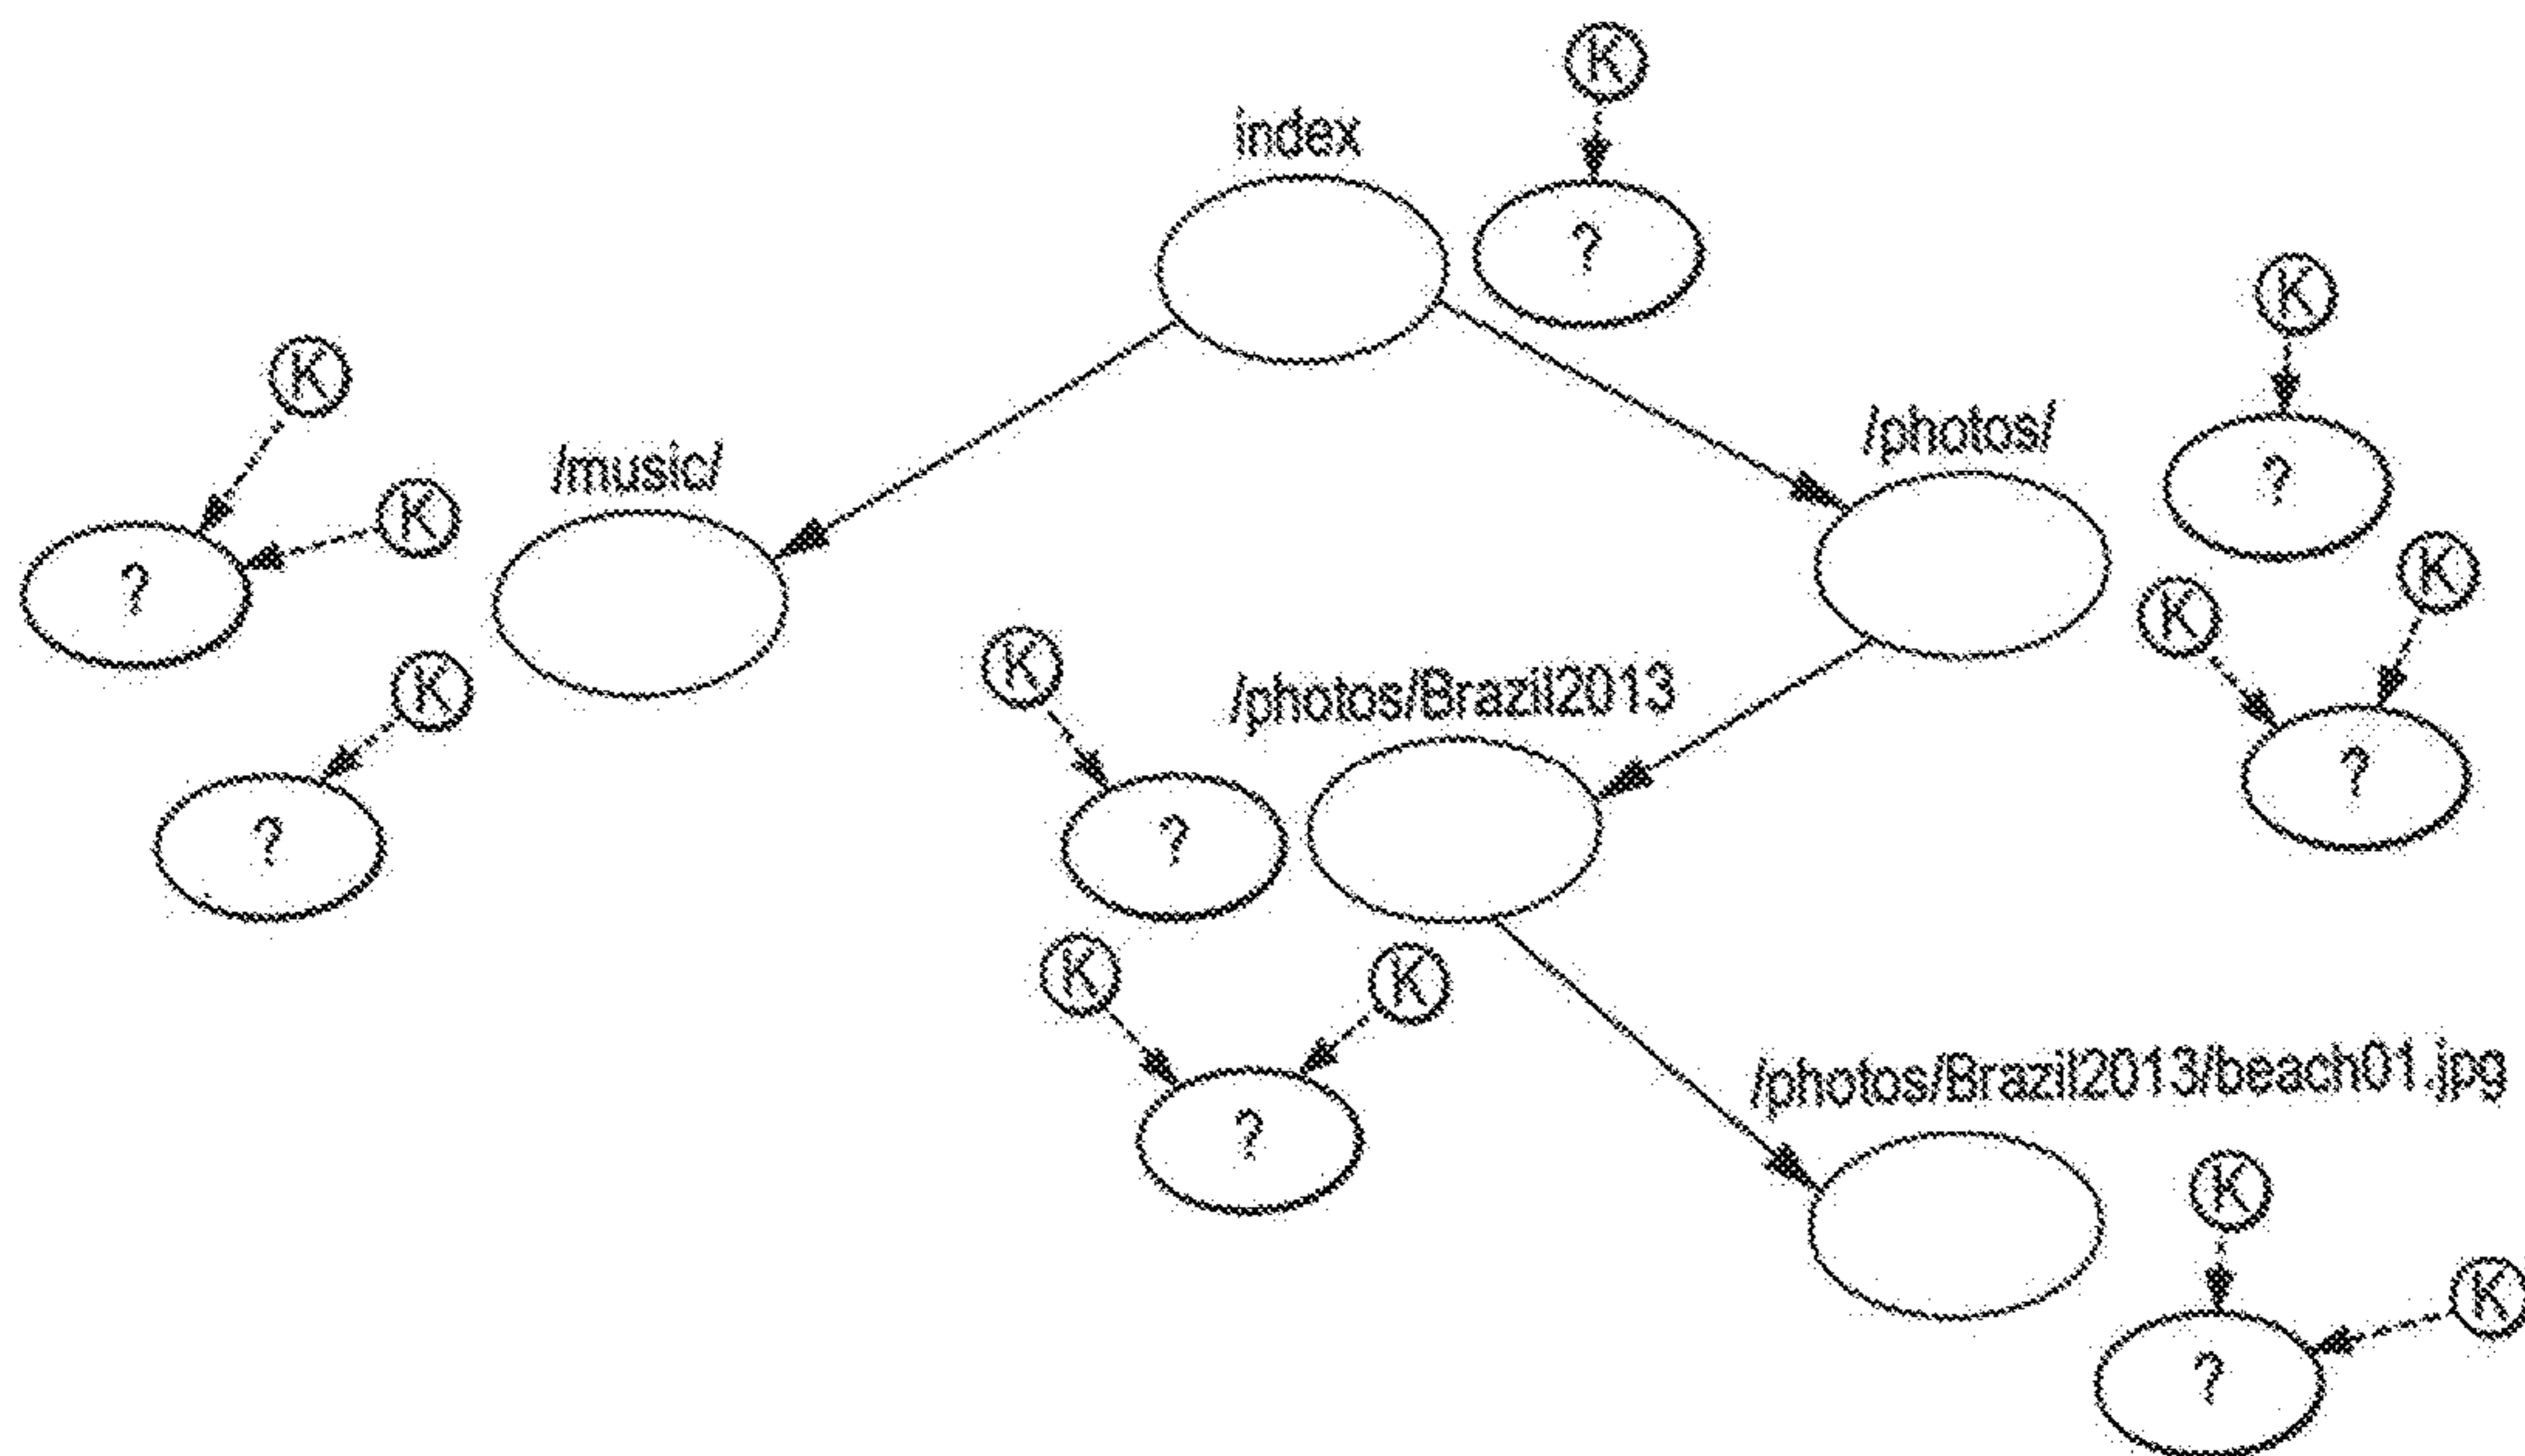 K
index
?
K
K
/photos/
?
/music/
K
K
?
K
K
K
/photos/Brazil2013
K
?
?
?
?
K
K
/photos/Brazil2013/beach01.jpg
?
K
K
?